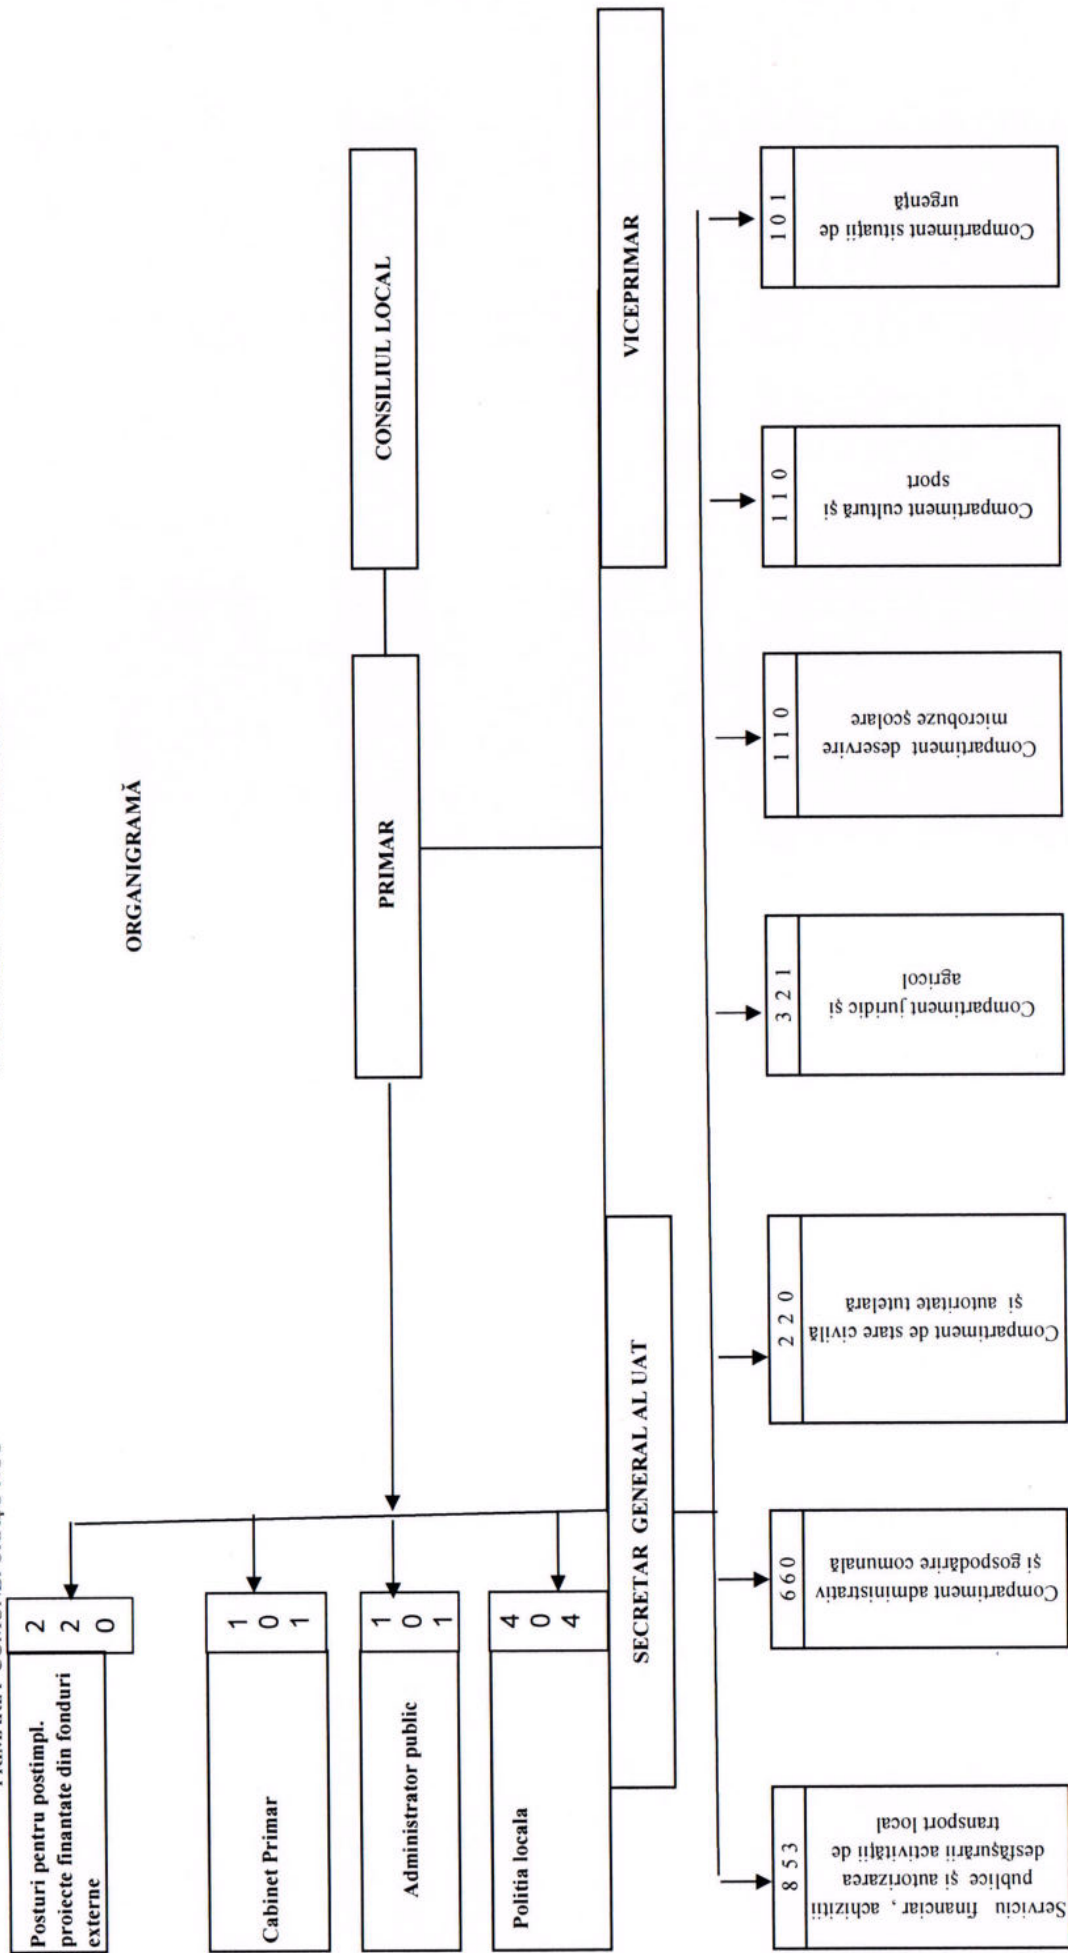 ORGANIGRAMĂ
Posturi pentru postimpl.
proiecte finantate din fonduri
externe
2 2 0
Cabinet Primar
1 0 1
Administrator public
1 0 1
Politia locala
4 0 4
PRIMAR
CONSILIUL LOCAL
SECRETAR GENERAL AL UAT
VICEPRIMAR
8 5 3
Serviciu financiar , achizitii
publice și autorizarea
desfășurării activității de
transport local
6 6 0
Compartiment administrativ
și gospodărire comunală
2 2 0
Compartiment de stare civilă
și autoritate tutelară
3 2 1
Compartiment juridic și
agricol
1 1 0
Compartiment deservire
microbuze școlare
1 1 0
Compartiment cultură și
sport
1 0 1
Compartiment situații de
urgență